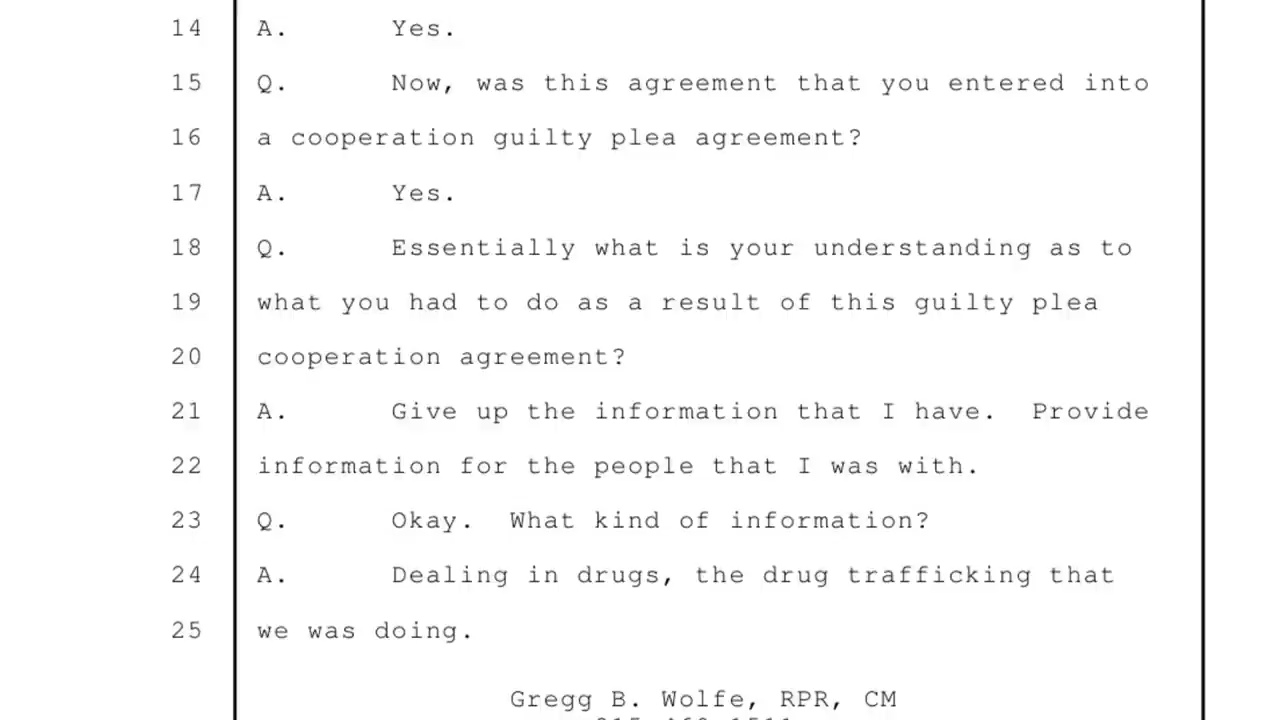 14 A. Yes.
15 Q. Now, was this agreement that you entered into
16 a cooperation guilty plea agreement?
17 A. Yes.
18 Q. Essentially what is your understanding as to
19 what you had to do as a result of this guilty plea
20 cooperation agreement?
21 A. Give up the information that I have. Provide
22 information for the people that I was with.
23 Q. Okay. What kind of information?
24 A. Dealing in drugs, the drug trafficking that
25 we was doing.
Gregg B. Wolfe, RPR, CM